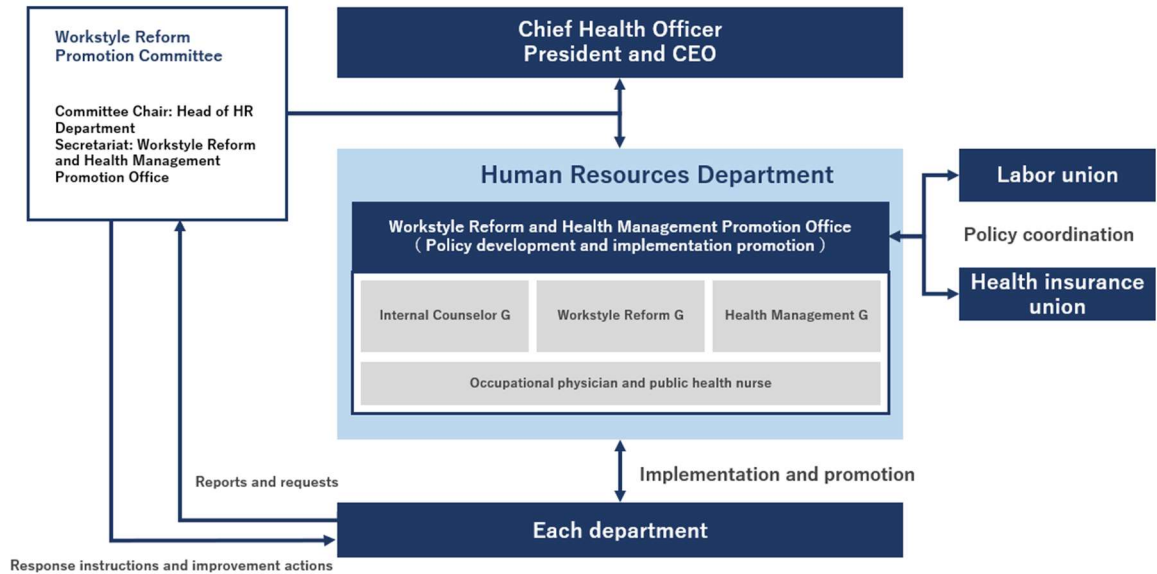 Workstyle Reform
Promotion Committee
Committee Chair: Head of HR
Department
Secretariat: Workstyle Reform
and Health Management
Promotion Office
Chief Health Officer
President and CEO
Human Resources Department
Workstyle Reform and Health Management Promotion Office
( Policy development and implementation promotion )
Internal Counselor G
Workstyle Reform G
Health Management G
Occupational physician and public health nurse
Labor union
Policy coordination
Health insurance
union
Implementation and promotion
Reports and requests
Each department
Response instructions and improvement actions